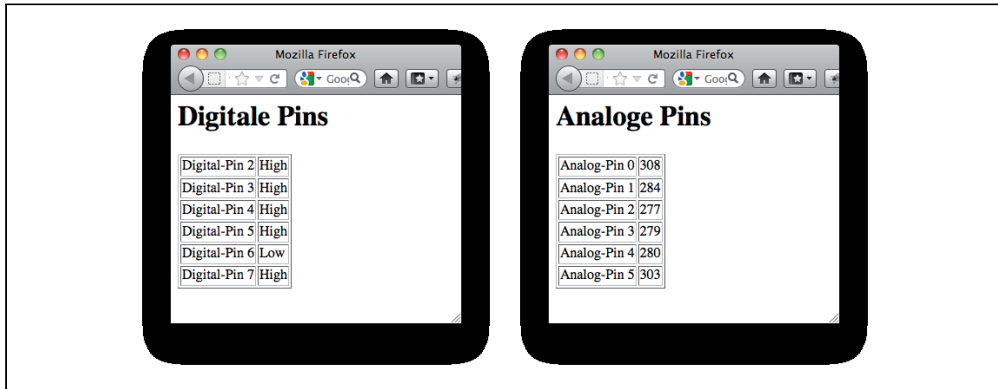 Mozilla Firefox
Goo
Digitale Pins
Digital-Pin 2 High
Digital-Pin 3 High
Digital-Pin 4 High
Digital-Pin 5 High
Digital-Pin 6 Low
Digital-Pin 7 High
Mozilla Firefox
Goo
Analoge Pins
Analog-Pin 0 308
Analog-Pin 1 284
Analog-Pin 2 277
Analog-Pin 3 279
Analog-Pin 4 280
Analog-Pin 5 303